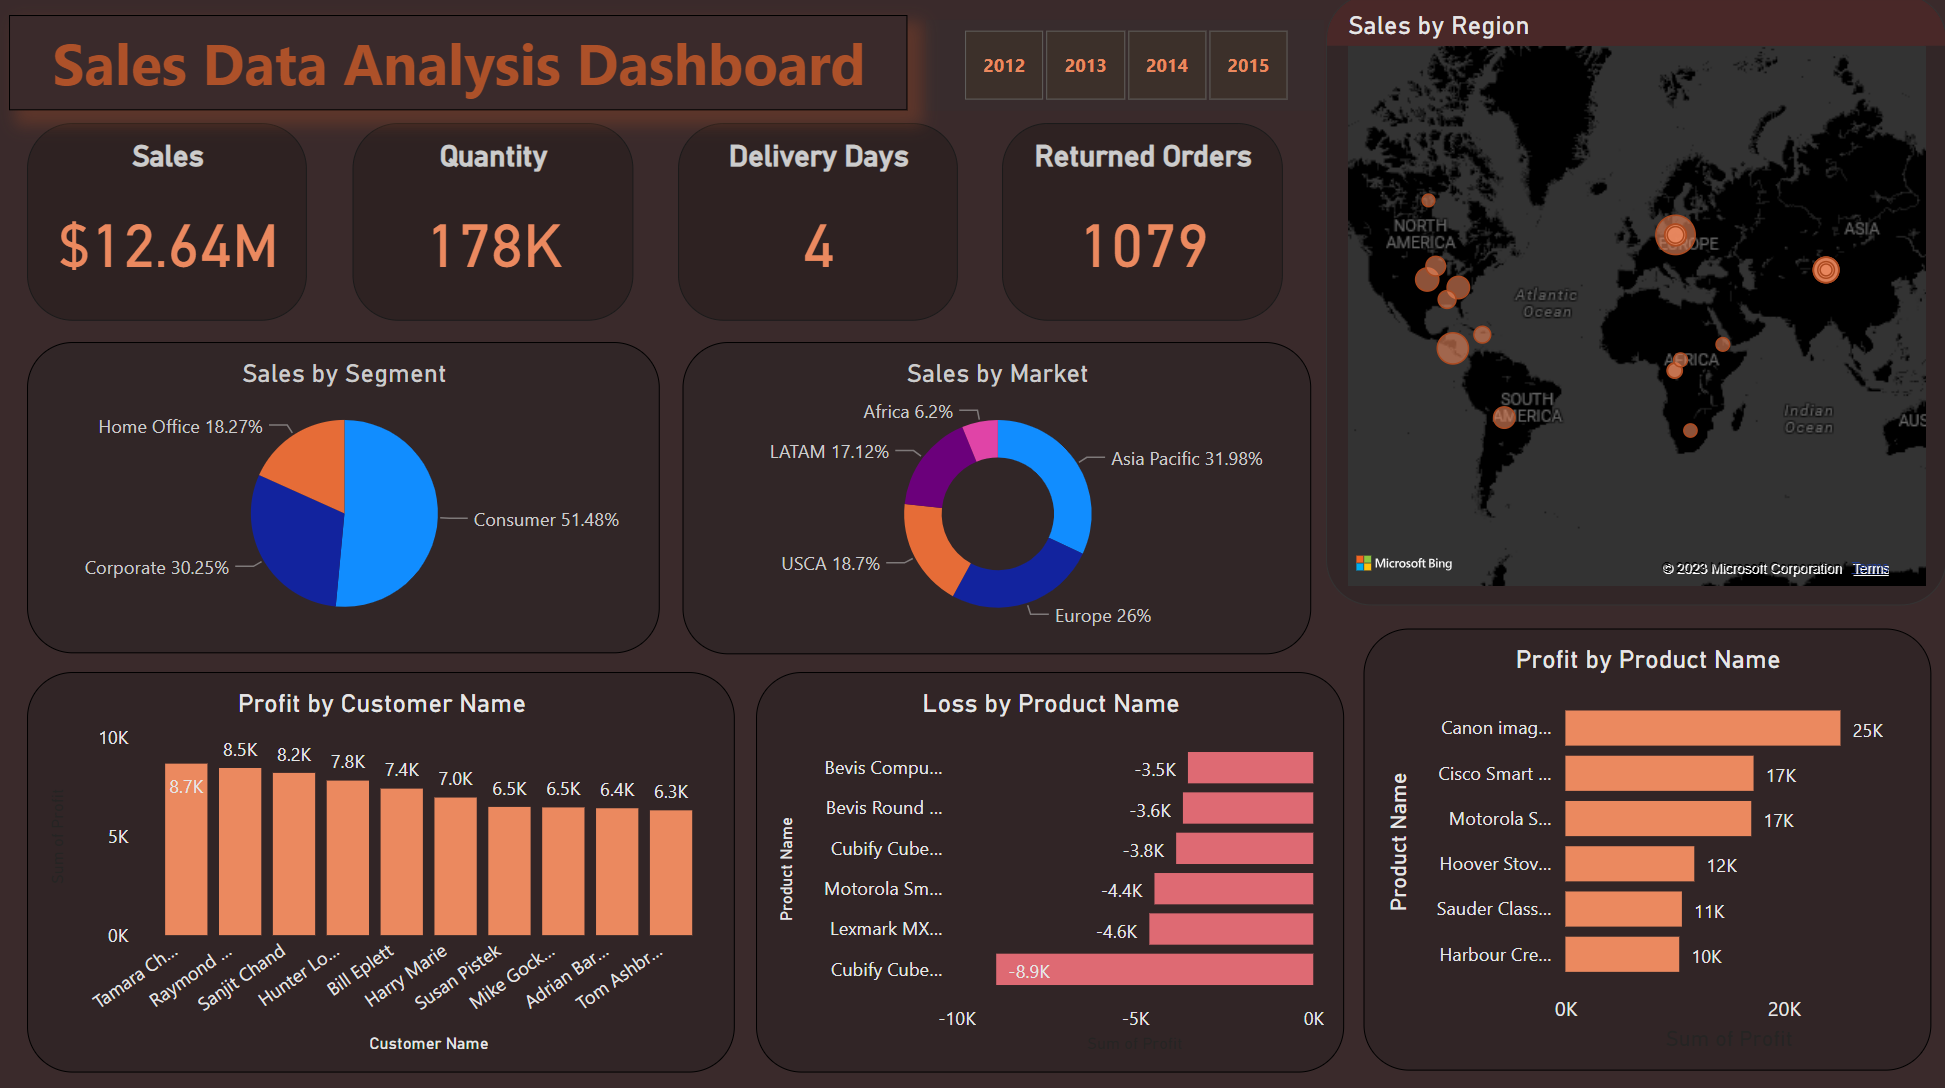 Sales Data Analysis Dashboard
2012
2013
2014
2015
Sales
$12.64M
Quantity
178K
Delivery Days
4
Returned Orders
1079
Sales by Region
NORTH
AMERICA
EUROPE
ASIA
Atlantic
Ocean
AFRICA
SOUTH
AMERICA
Indian
Ocean
AUS
Microsoft Bing
© 2023 Microsoft Corporation Terms
Sales by Segment
Home Office 18.27%
Consumer 51.48%
Corporate 30.25%
Sales by Market
Africa 6.2%
LATAM 17.12%
Asia Pacific 31.98%
USCA 18.7%
Europe 26%
Profit by Customer Name
Sum of Profit
10K
5K
0K
8.7K
8.5K
8.2K
7.8K
7.4K
7.0K
6.5K
6.5K
6.4K
6.3K
Tamara Ch...
Raymond ...
Sanjit Chand
Hunter Lo...
Bill Eplett
Harry Marie
Susan Pistek
Mike Gock...
Adrian Bar...
Tom Ashbr...
Customer Name
Loss by Product Name
Product Name
Bevis Compu... -3.5K
Bevis Round ... -3.6K
Cubify Cube... -3.8K
Motorola Sm... -4.4K
Lexmark MX... -4.6K
Cubify Cube... -8.9K
-10K -5K 0K
Sum of Profit
Profit by Product Name
Product Name
Canon imag... 25K
Cisco Smart ... 17K
Motorola S... 17K
Hoover Stov... 12K
Sauder Class... 11K
Harbour Cre... 10K
0K 20K
Sum of Profit